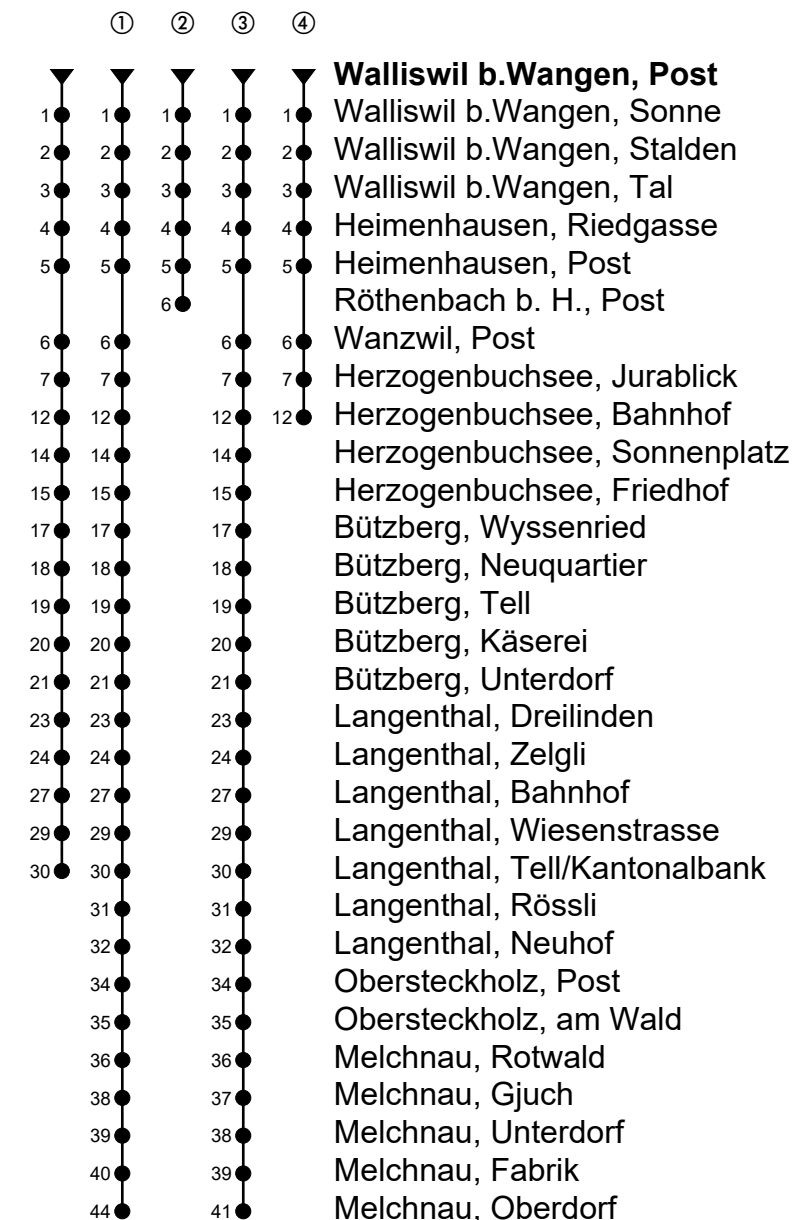 ① ② ③ ④
Walliswil b.Wangen, Post
1 1 1 1 1 Walliswil b.Wangen, Sonne
2 2 2 2 2 Walliswil b.Wangen, Stalden
3 3 3 3 3 Walliswil b.Wangen, Tal
4 4 4 4 4 Heimenhausen, Riedgasse
5 5 5 5 5 Heimenhausen, Post
6 Röthenbach b. H., Post
6 6 6 6 Wanzwil, Post
7 7 7 7 Herzogenbuchsee, Jurablick
12 12 12 12 Herzogenbuchsee, Bahnhof
14 14 14 Herzogenbuchsee, Sonnenplatz
15 15 15 Herzogenbuchsee, Friedhof
17 17 17 Bützberg, Wyssenried
18 18 18 Bützberg, Neuquartier
19 19 19 Bützberg, Tell
20 20 20 Bützberg, Käserei
21 21 21 Bützberg, Unterdorf
23 23 23 Langenthal, Dreilinden
24 24 24 Langenthal, Zelgli
27 27 27 Langenthal, Bahnhof
29 29 29 Langenthal, Wiesenstrasse
30 30 30 Langenthal, Tell/Kantonalbank
31 31 Langenthal, Rössli
32 32 Langenthal, Neuhof
34 34 Obersteckholz, Post
35 35 Obersteckholz, am Wald
36 36 Melchnau, Rotwald
38 37 Melchnau, Gjuch
39 38 Melchnau, Unterdorf
40 39 Melchnau, Fabrik
44 41 Melchnau, Oberdorf